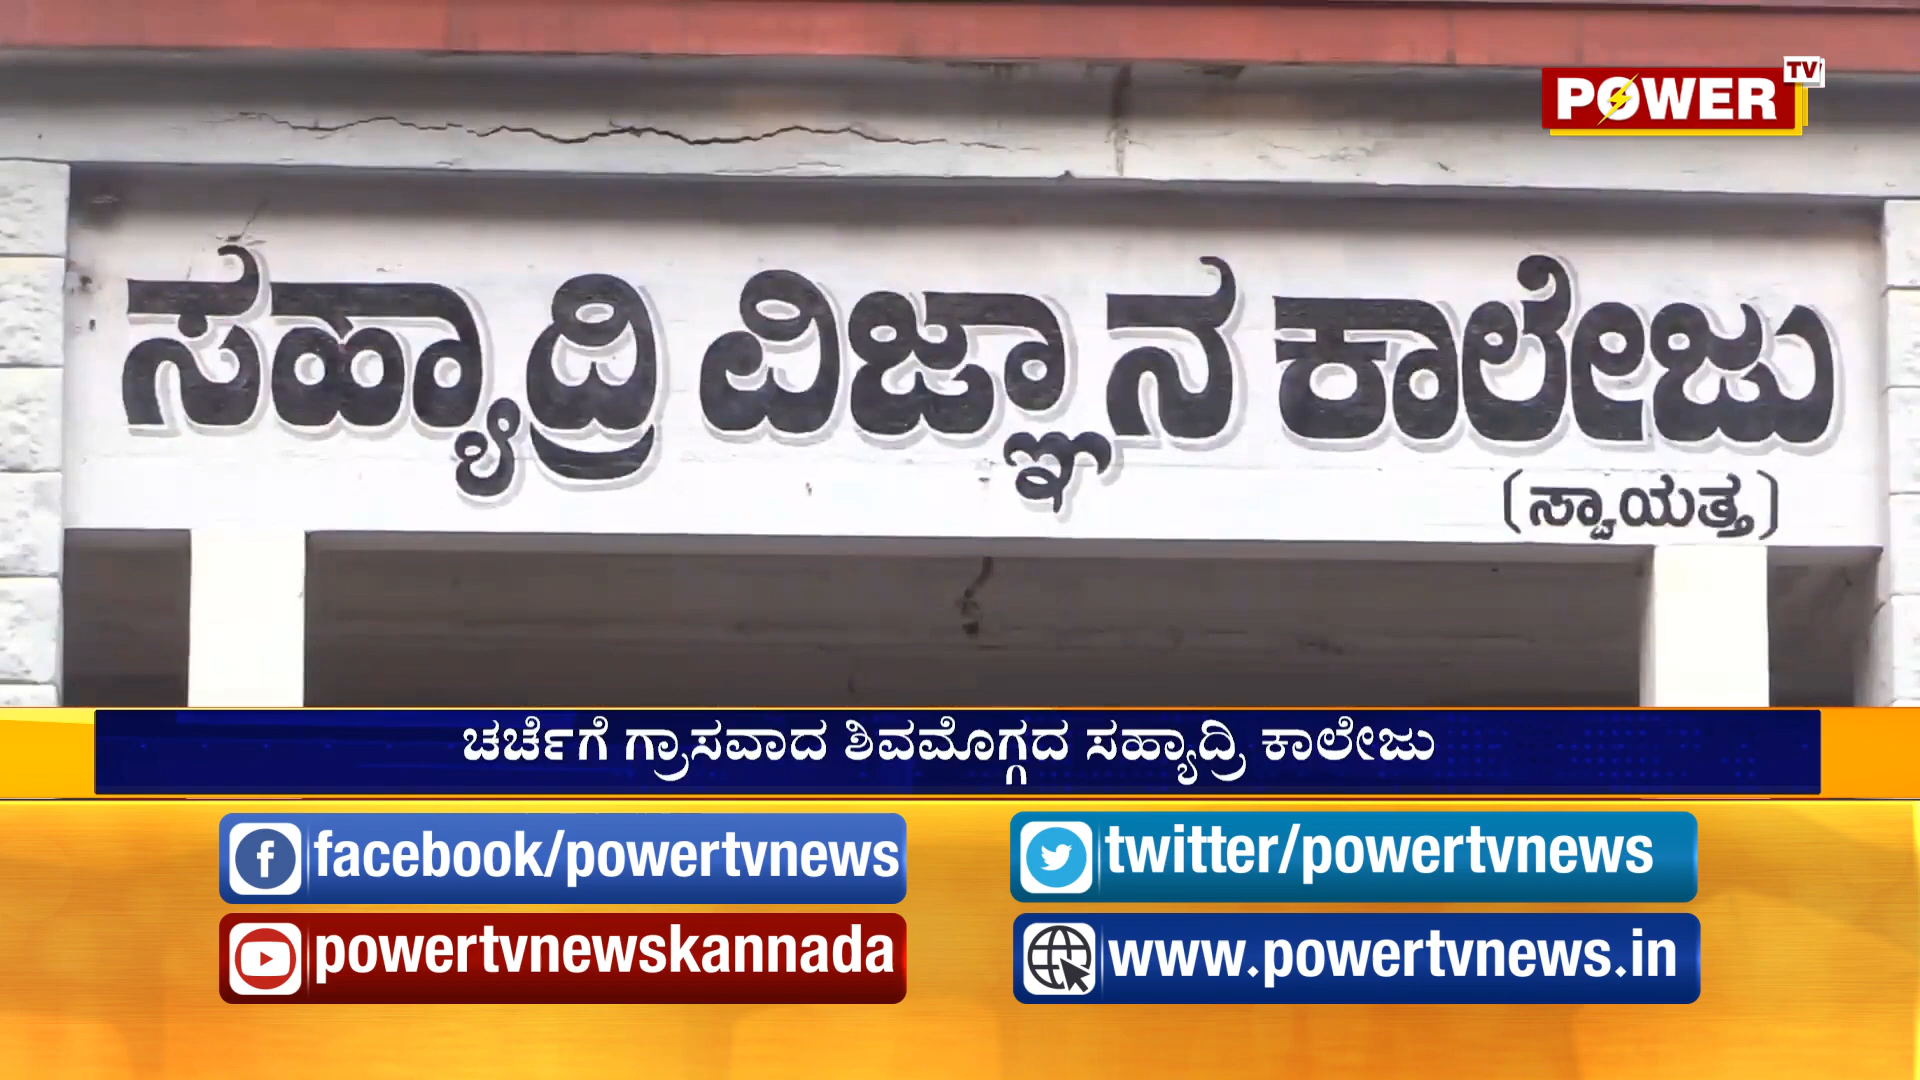 POWER TV
ಸಹ್ಯಾದ್ರಿ ವಿಜ್ಞಾನ ಕಾಲೇಜು
(ಸ್ವಾಯತ್ತ)
ಚರ್ಚೆಗೆ ಗ್ರಾಸವಾದ ಶಿವಮೊಗ್ಗದ ಸಹ್ಯಾದ್ರಿ ಕಾಲೇಜು
facebook/powertvnews
twitter/powertvnews
powertvnewskannada
www.powertvnews.in